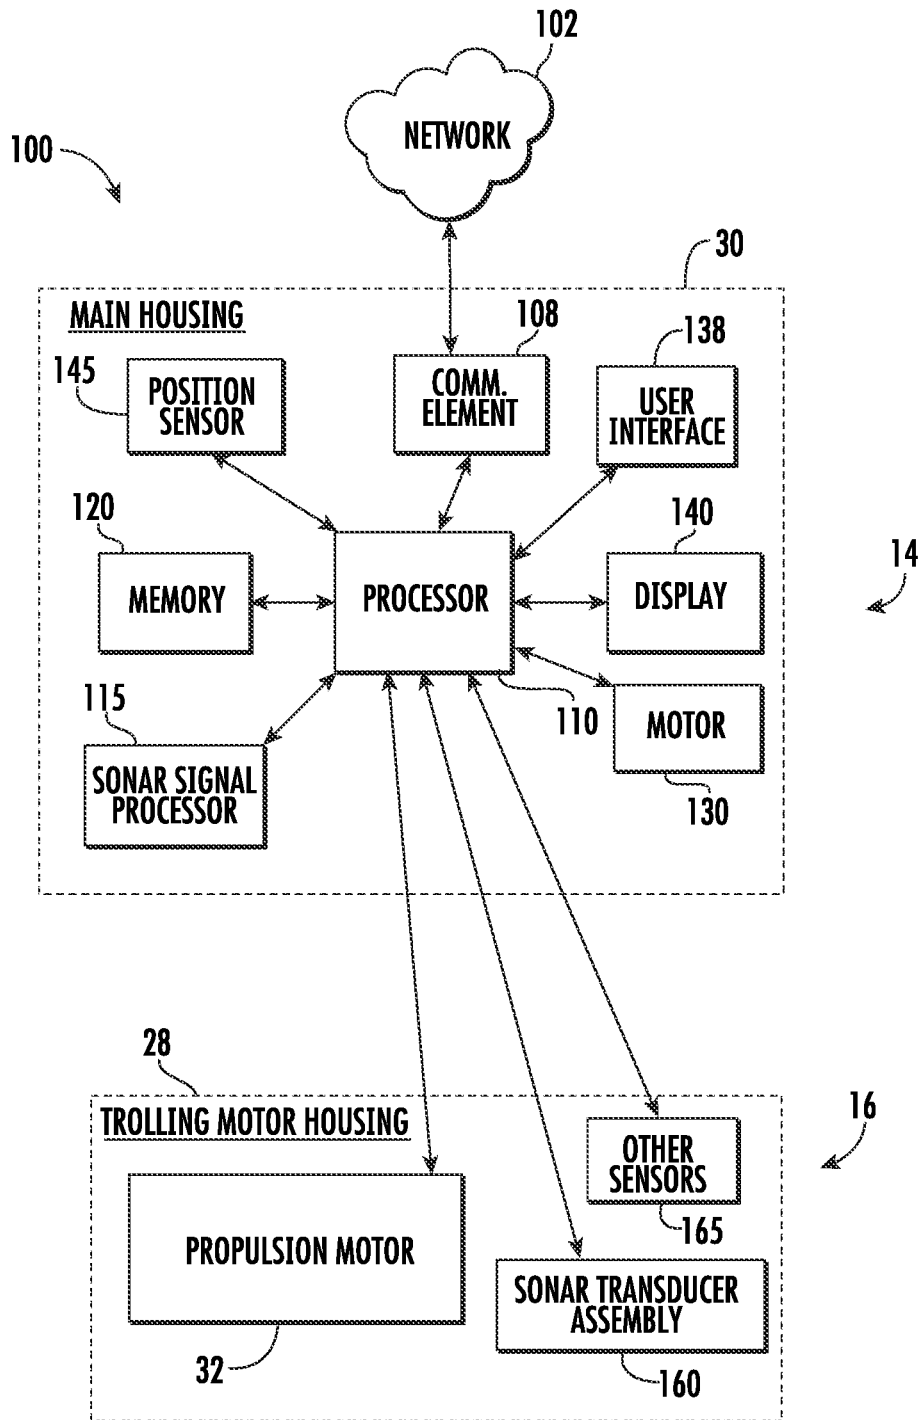 102
NETWORK
100
30
MAIN HOUSING
108
138
145
POSITION
SENSOR
COMM.
ELEMENT
USER
INTERFACE
120
140
14
MEMORY
PROCESSOR
DISPLAY
115
110
MOTOR
SONAR SIGNAL
PROCESSOR
130
28
16
TROLLING MOTOR HOUSING
OTHER
SENSORS
165
PROPULSION MOTOR
SONAR TRANSDUCER
ASSEMBLY
32
160